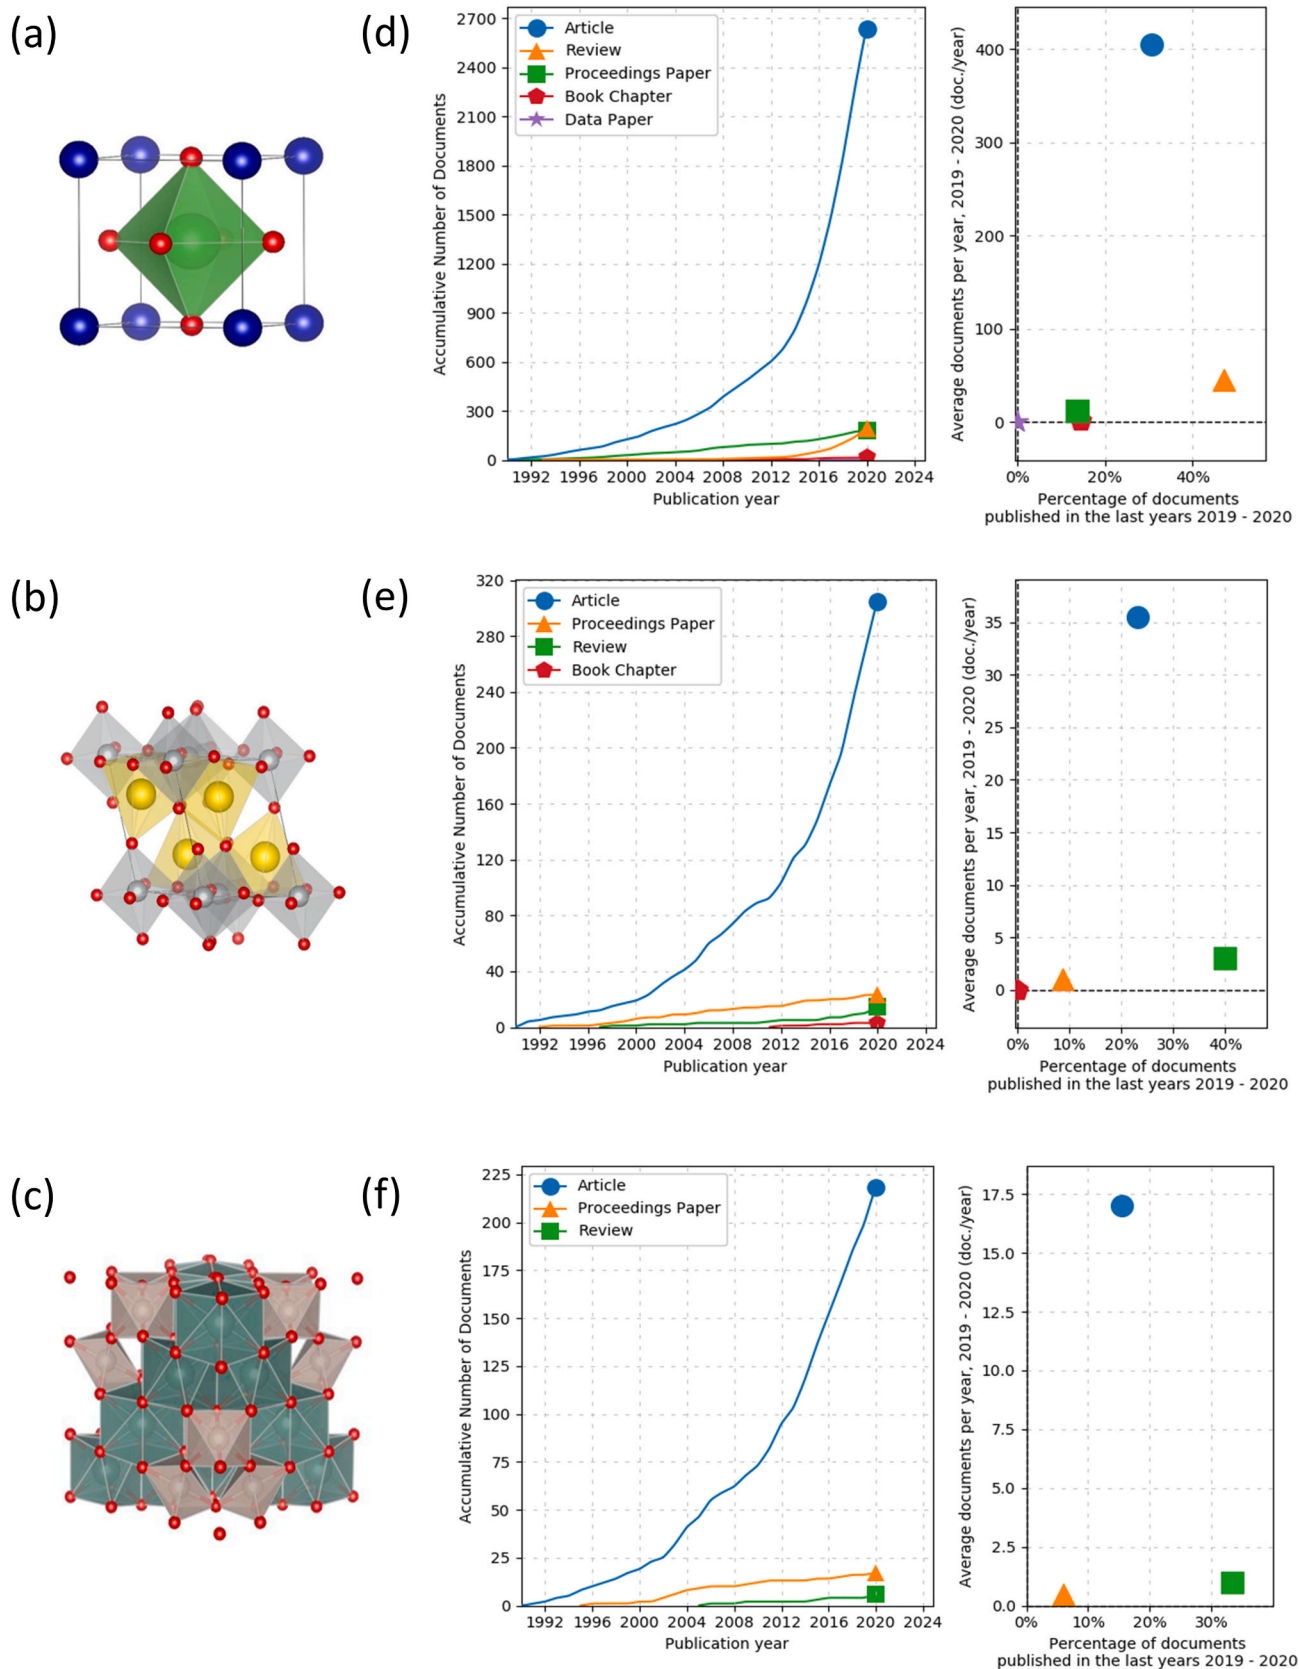 (a)
(d)
2700
2400
2100
1800
1500
1200
900
600
300
0
Accumulative Number of Documents
Article
Review
Proceedings Paper
Book Chapter
Data Paper
1992 1996 2000 2004 2008 2012 2016 2020 2024
Publication year
400
300
200
100
0
Average documents per year, 2019 - 2020 (doc./year)
0% 20% 40%
Percentage of documents
published in the last years 2019 - 2020
(b)
(e)
320
280
240
200
160
120
80
40
0
Accumulative Number of Documents
Article
Proceedings Paper
Review
Book Chapter
1992 1996 2000 2004 2008 2012 2016 2020 2024
Publication year
35
30
25
20
15
10
5
0
Average documents per year, 2019 - 2020 (doc./year)
0% 10% 20% 30% 40%
Percentage of documents
published in the last years 2019 - 2020
(c)
(f)
225
200
175
150
125
100
75
50
25
0
Accumulative Number of Documents
Article
Proceedings Paper
Review
1992 1996 2000 2004 2008 2012 2016 2020 2024
Publication year
17.5
15.0
12.5
10.0
7.5
5.0
2.5
0.0
Average documents per year, 2019 - 2020 (doc./year)
0% 10% 20% 30%
Percentage of documents
published in the last years 2019 - 2020